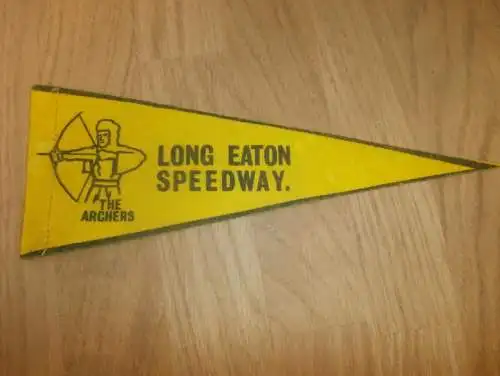 LONG EATON
SPEEDWAY.
THE
ARCHERS